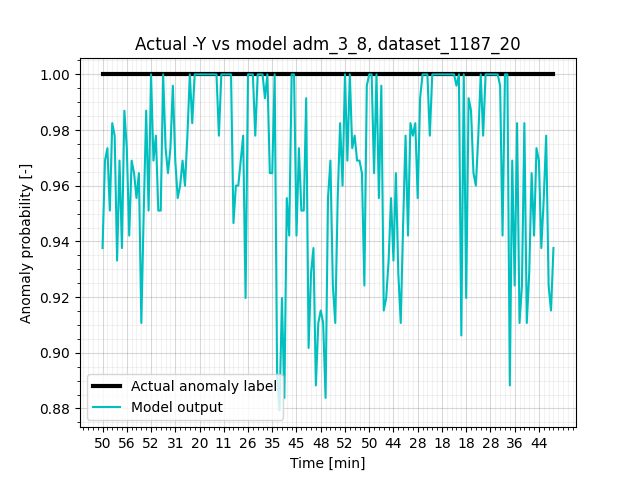 Actual -Y vs model adm_3_8, dataset_1187_20
1.00
0.98
0.96
0.94
0.92
0.90
0.88
Anomaly probability [-]
Actual anomaly label
Model output
50 56 52 31 20 11 26 35 45 48 52 50 44 28 18 18 28 36 44
Time [min]